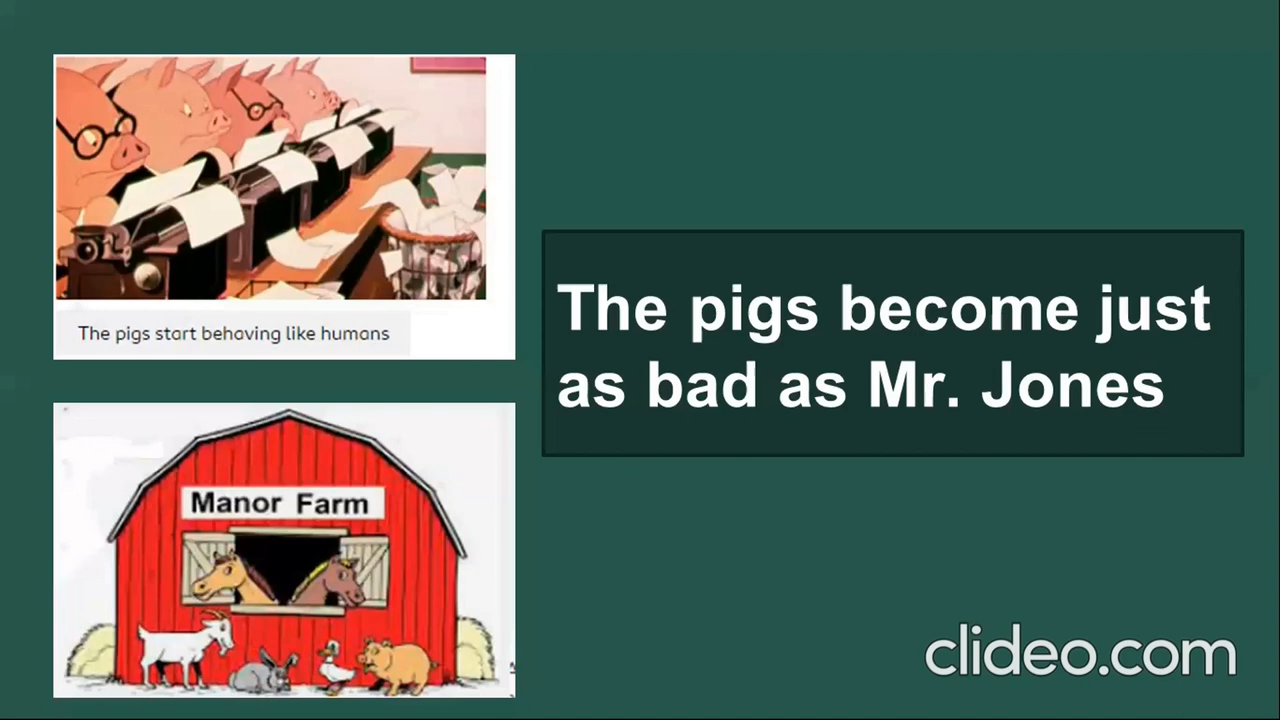 The pigs start behaving like humans
Manor Farm
The pigs become just
as bad as Mr. Jones
clideo.com